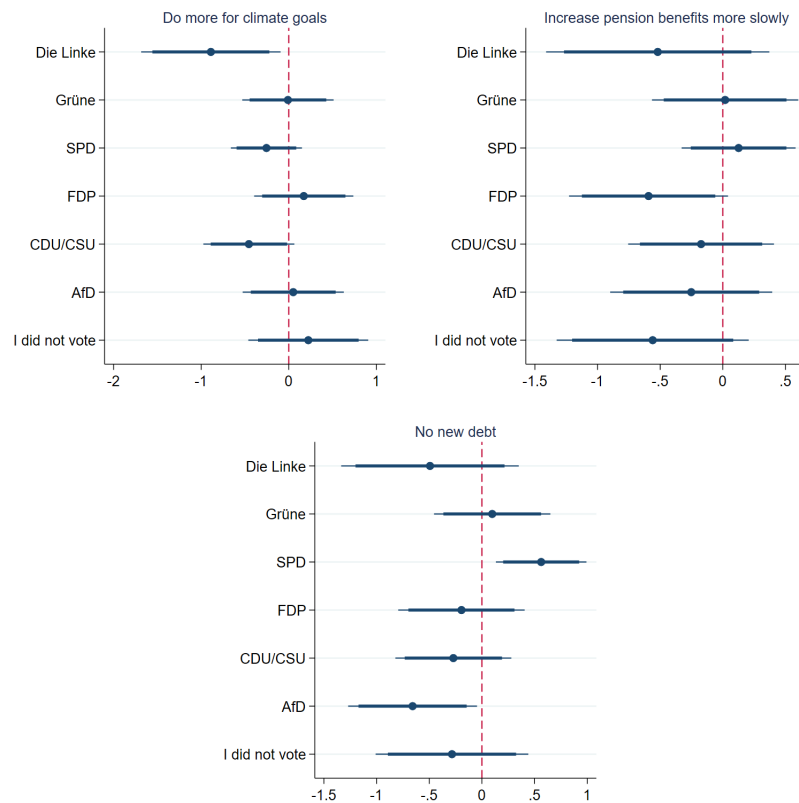 Do more for climate goals
Die Linke
Grüne
SPD
FDP
CDU/CSU
AfD
I did not vote
-2 -1 0 1
Increase pension benefits more slowly
Die Linke
Grüne
SPD
FDP
CDU/CSU
AfD
I did not vote
-1.5 -1 -.5 0 .5
No new debt
Die Linke
Grüne
SPD
FDP
CDU/CSU
AfD
I did not vote
-1.5 -1 -.5 0 .5 1